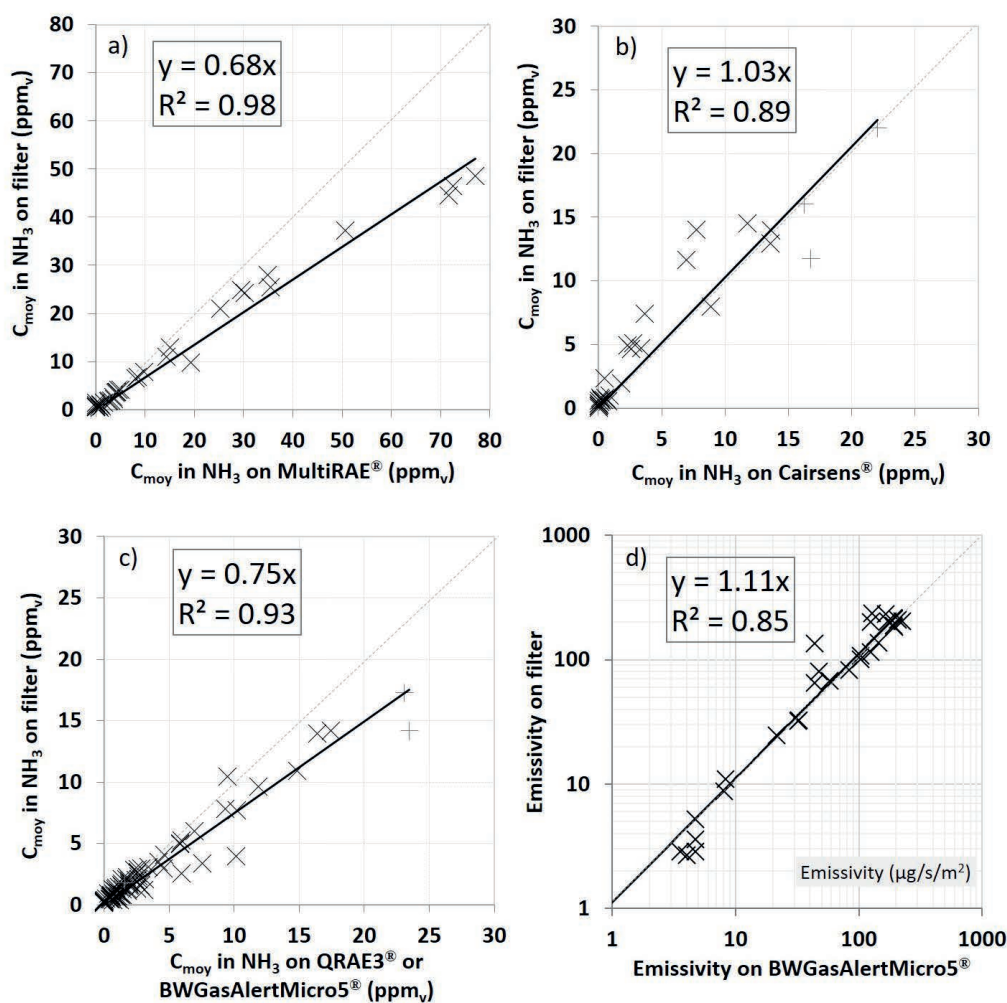 a)
y = 0.68x
R² = 0.98
C_moy in NH₃ on filter (ppm_v)
80
70
60
50
40
30
20
10
0
0 10 20 30 40 50 60 70 80
C_moy in NH₃ on MultiRAE® (ppm_v)
b)
y = 1.03x
R² = 0.89
C_moy in NH₃ on filter (ppm_v)
30
25
20
15
10
5
0
0 5 10 15 20 25 30
C_moy in NH₃ on Cairsens® (ppm_v)
c)
y = 0.75x
R² = 0.93
C_moy in NH₃ on filter (ppm_v)
30
25
20
15
10
5
0
0 5 10 15 20 25 30
C_moy in NH₃ on QRAE3® or
BWGasAlertMicro5® (ppm_v)
d)
y = 1.11x
R² = 0.85
Emissivity on filter
1000
100
10
1
Emissivity (µg/s/m²)
1 10 100 1000
Emissivity on BWGasAlertMicro5®